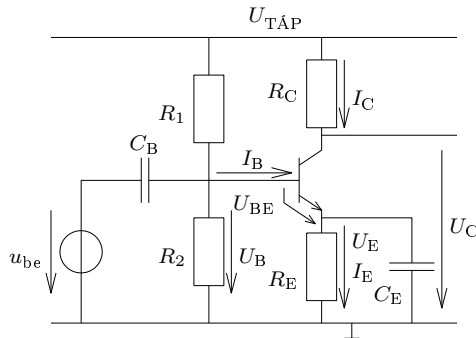 U_TÁP
R_C
I_C
R_1
C_B
I_B
U_BE
U_C
u_be
R_2
U_B
U_E
R_E
I_E
C_E